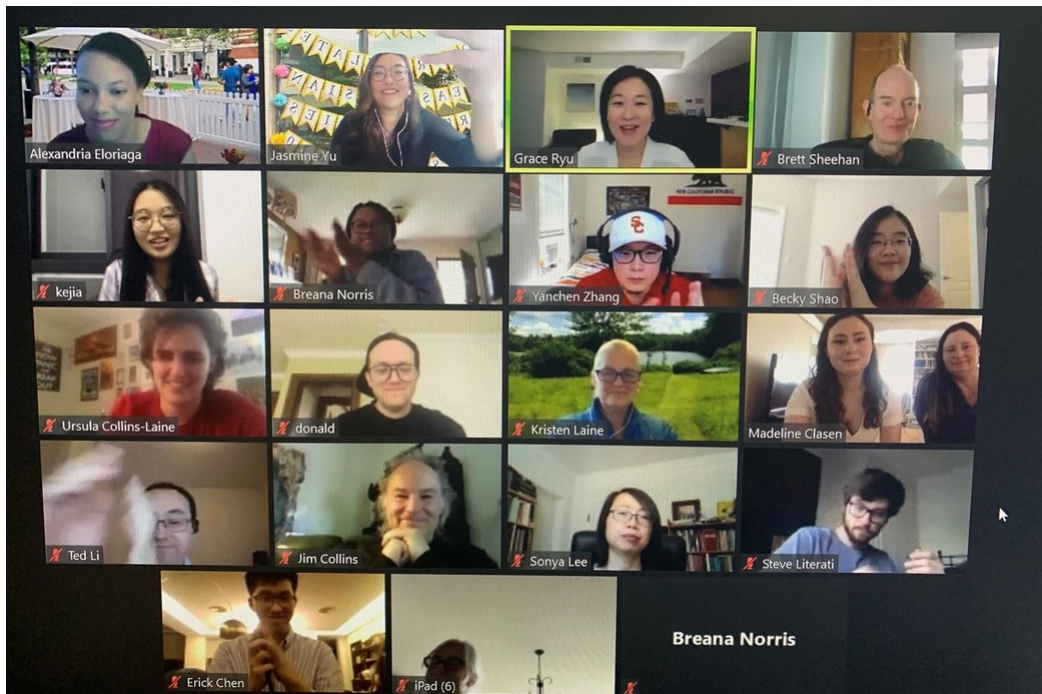 Alexandria Eloriaga
Jasmine Yu
Grace Ryu
Brett Sheehan
kejia
Breana Norris
SC
Yanchen Zhang
Becky Shao
Ursula Collins-Laine
donald
Kristen Laine
Madeline Clasen
Ted Li
Jim Collins
Sonya Lee
Steve Literati
Erick Chen
iPad (6)
Breana Norris